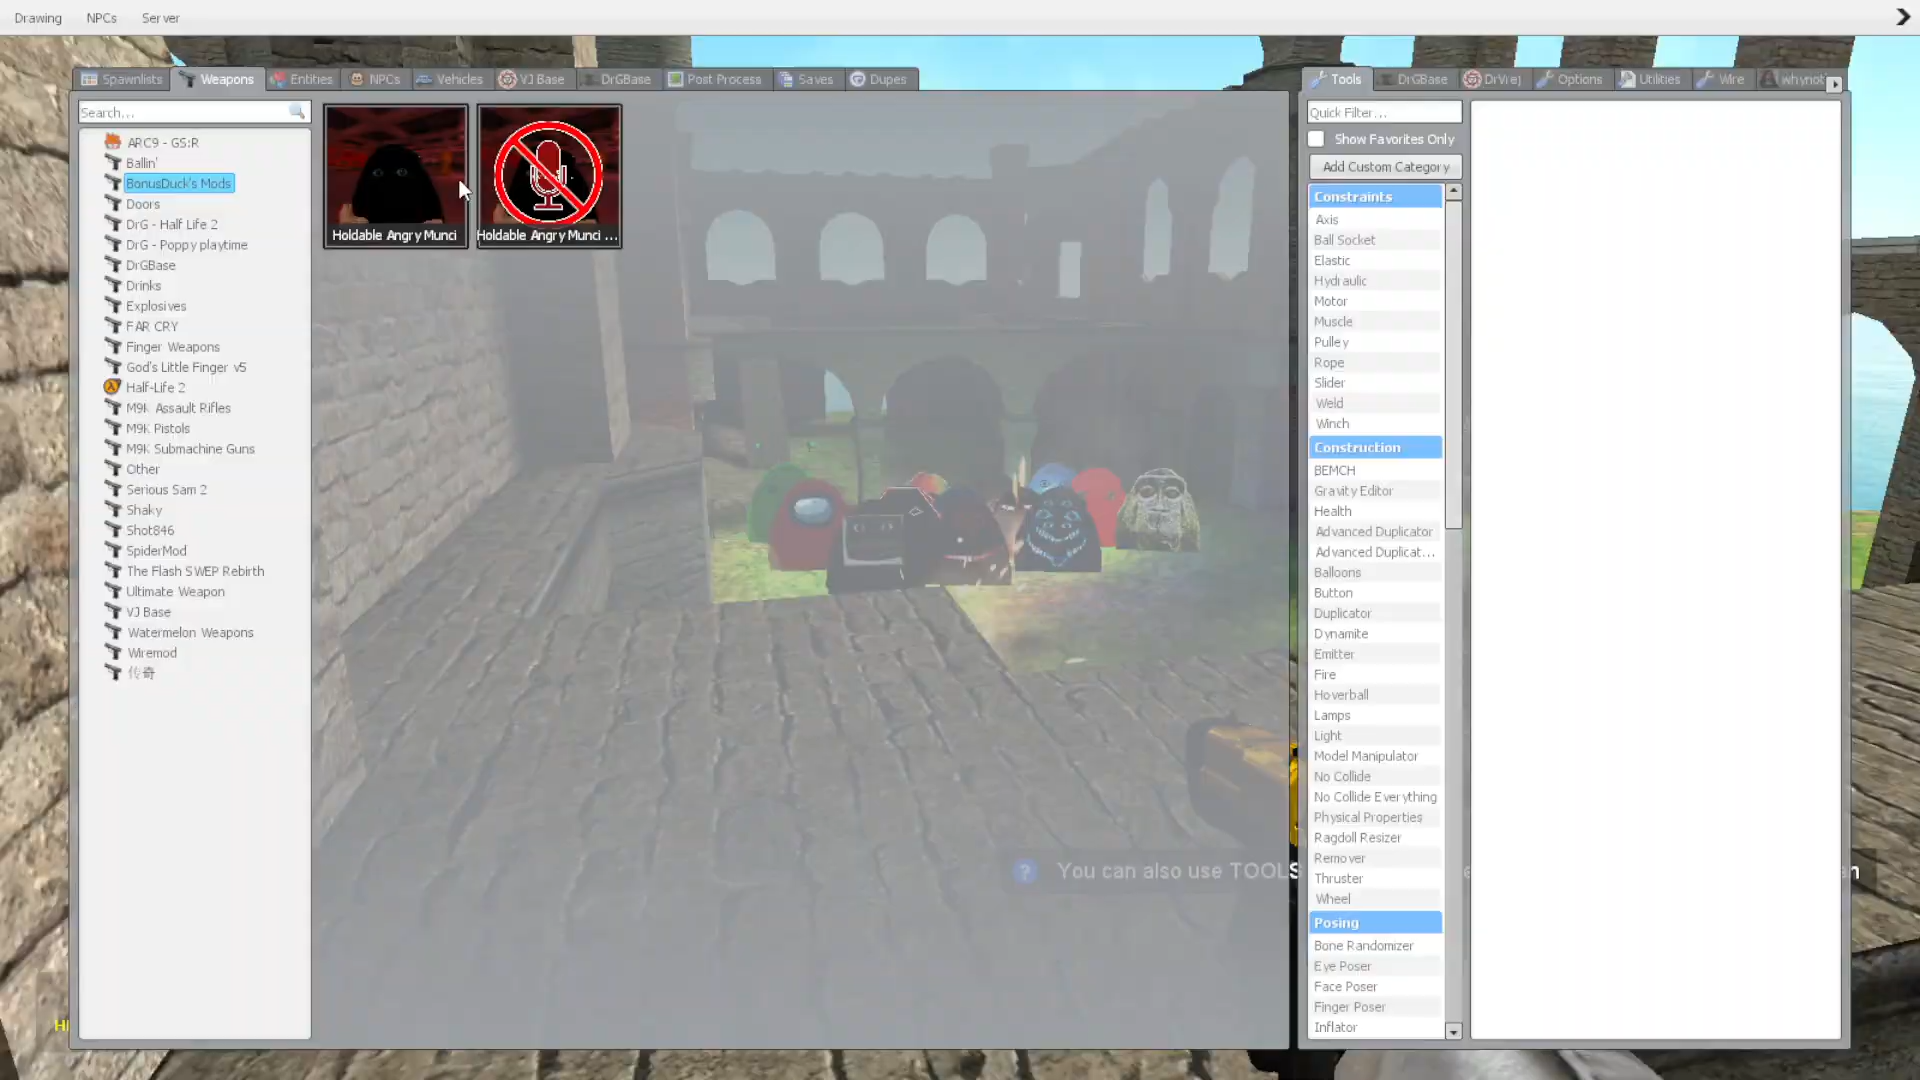 Drawing NPCs Server
Spawnlists Weapons Entities NPCs Vehicles VJ Base DrGBase Post Process Saves Dupes
Search...
ARC9 - GS:R
Ballin'
BonusDuck's Mods
Doors
DrG - Half Life 2
DrG - Poppy playtime
DrGBase
Drinks
Explosives
FAR CRY
Finger Weapons
God's Little Finger v5
Half-Life 2
M9K Assault Rifles
M9K Pistols
M9K Submachine Guns
Other
Serious Sam 2
Shaky
Shot846
SpiderMod
The Flash SWEP Rebirth
Ultimate Weapon
VJ Base
Watermelon Weapons
Wiremod
传奇
Holdable Angry Munci
Holdable Angry Munci ...
You can also use TOOLS
Tools DrGBase DrVrej Options Utilities Wire whynot
Quick Filter...
Show Favorites Only
Add Custom Category
Constraints
Axis
Ball Socket
Elastic
Hydraulic
Motor
Muscle
Pulley
Rope
Slider
Weld
Winch
Construction
BEMCH
Gravity Editor
Health
Advanced Duplicator
Advanced Duplicat...
Balloons
Button
Duplicator
Dynamite
Emitter
Fire
Hoverball
Lamps
Light
Model Manipulator
No Collide
No Collide Everything
Physical Properties
Ragdoll Resizer
Remover
Thruster
Wheel
Posing
Bone Randomizer
Eye Poser
Face Poser
Finger Poser
Inflator